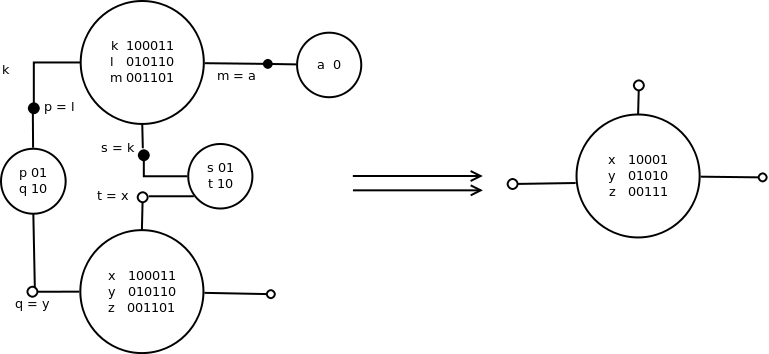 k 100011
l 010110
m 001101
a 0
m = a
k
p = l
s = k
s 01
t 10
p 01
q 10
t = x
x 100011
y 010110
z 001101
q = y
x 10001
y 01010
z 00111